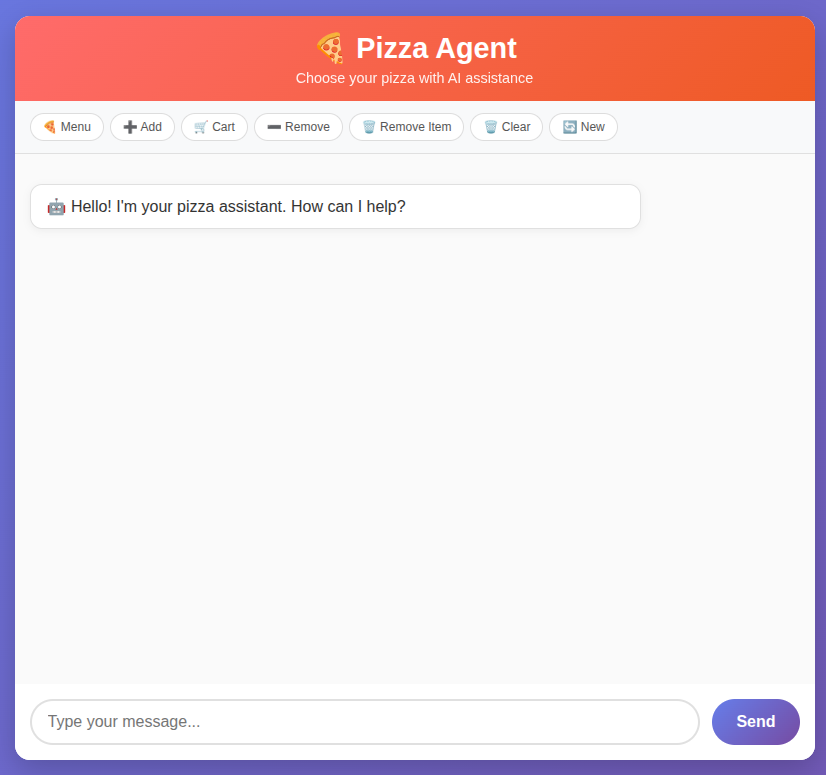 🍕 Pizza Agent
Choose your pizza with AI assistance
🍕 Menu ➕ Add 🛒 Cart ➖ Remove 🗑️ Remove Item 🗑️ Clear 🔄 New
🤖 Hello! I'm your pizza assistant. How can I help?
Type your message... Send